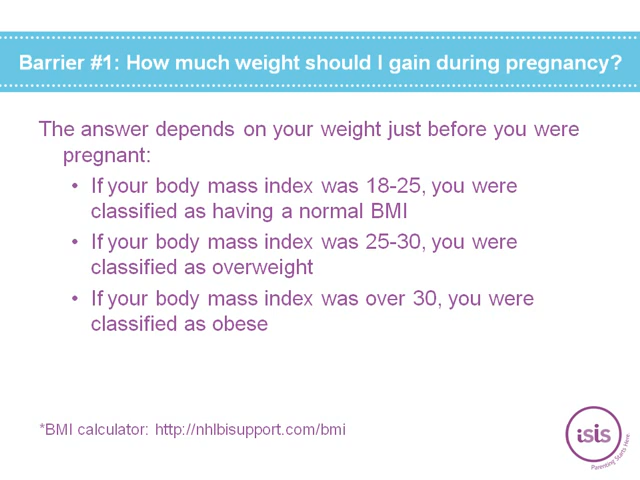 Barrier #1: How much weight should I gain during pregnancy?
The answer depends on your weight just before you were
pregnant:
• If your body mass index was 18-25, you were
classified as having a normal BMI
• If your body mass index was 25-30, you were
classified as overweight
• If your body mass index was over 30, you were
classified as obese
*BMI calculator: http://nhlbisupport.com/bmi
isis
Parenting Starts Here.